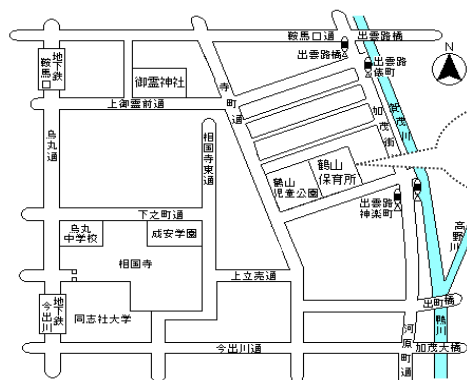 鞍馬口通
出雲路橋
N
地下鉄
鞍馬口
出雲路橋
出雲路
俵町
御霊神社
寺町通
上御霊前通
加茂街
賀茂川
烏丸通
相国寺東通
鶴山
保育所
鶴山
児童公園
出雲路
神楽町
下之町通
烏丸
中学校
成安学園
高野川
相国寺
上立売通
地下鉄
今出川
同志社大学
出町橋
鴨川
河原町通
今出川通
加茂大橋